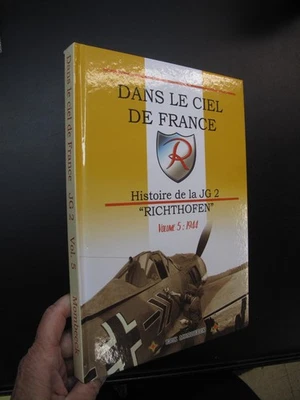 Dans le ciel de France JG 2 Vol. 5 Mombeeck
DANS LE CIEL
DE FRANCE
R
Histoire de la JG 2
"RICHTHOFEN"
VOLUME 5 : 1944